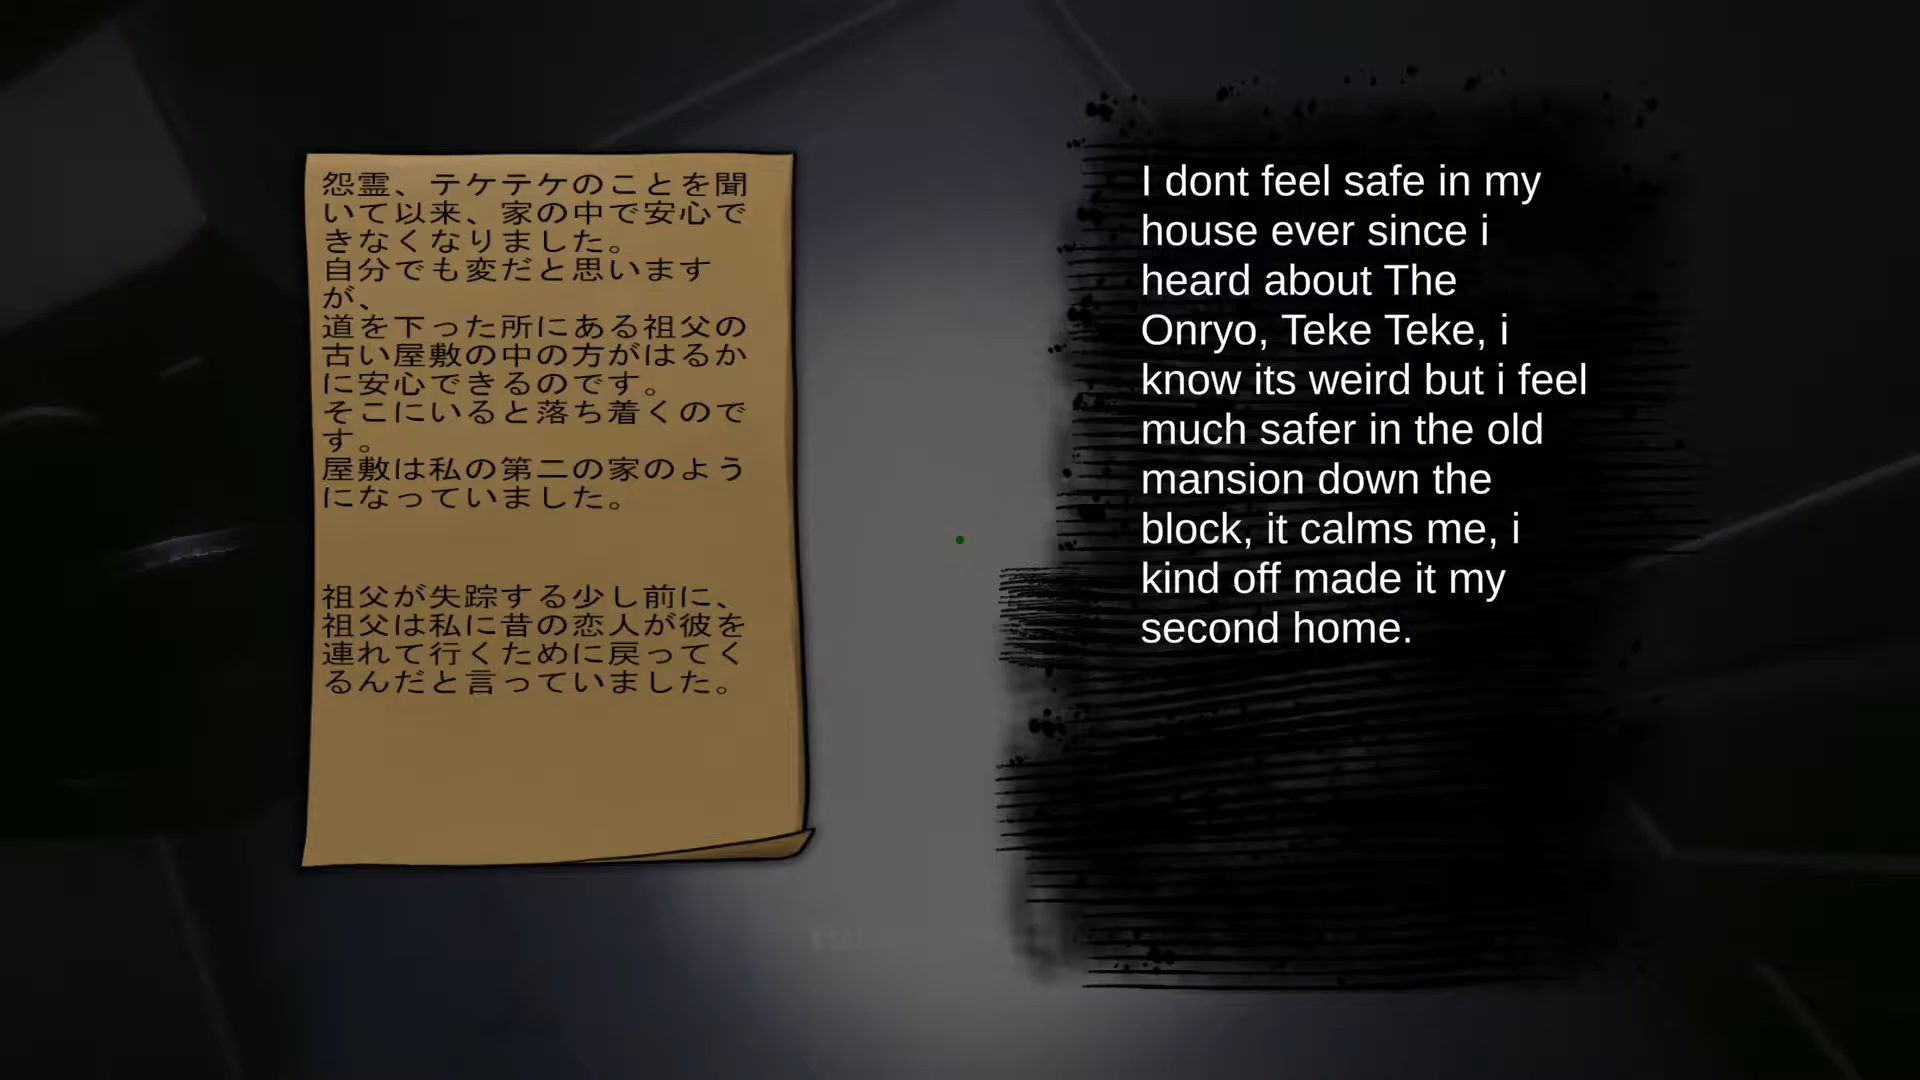 怨霊、テケテケのことを聞
いて以来、家の中で安心で
きなくなりました。
自分でも変だと思います
が、
道を下った所にある祖父の
古い屋敷の中の方がはるか
に安心できるのです。
そこにいると落ち着くので
す。
屋敷は私の第二の家のよう
になっていました。
祖父が失踪する少し前に、
祖父は私に昔の恋人が彼を
連れて行くために戻ってく
るんだと言っていました。
I dont feel safe in my
house ever since i
heard about The
Onryo, Teke Teke, i
know its weird but i feel
much safer in the old
mansion down the
block, it calms me, i
kind off made it my
second home.